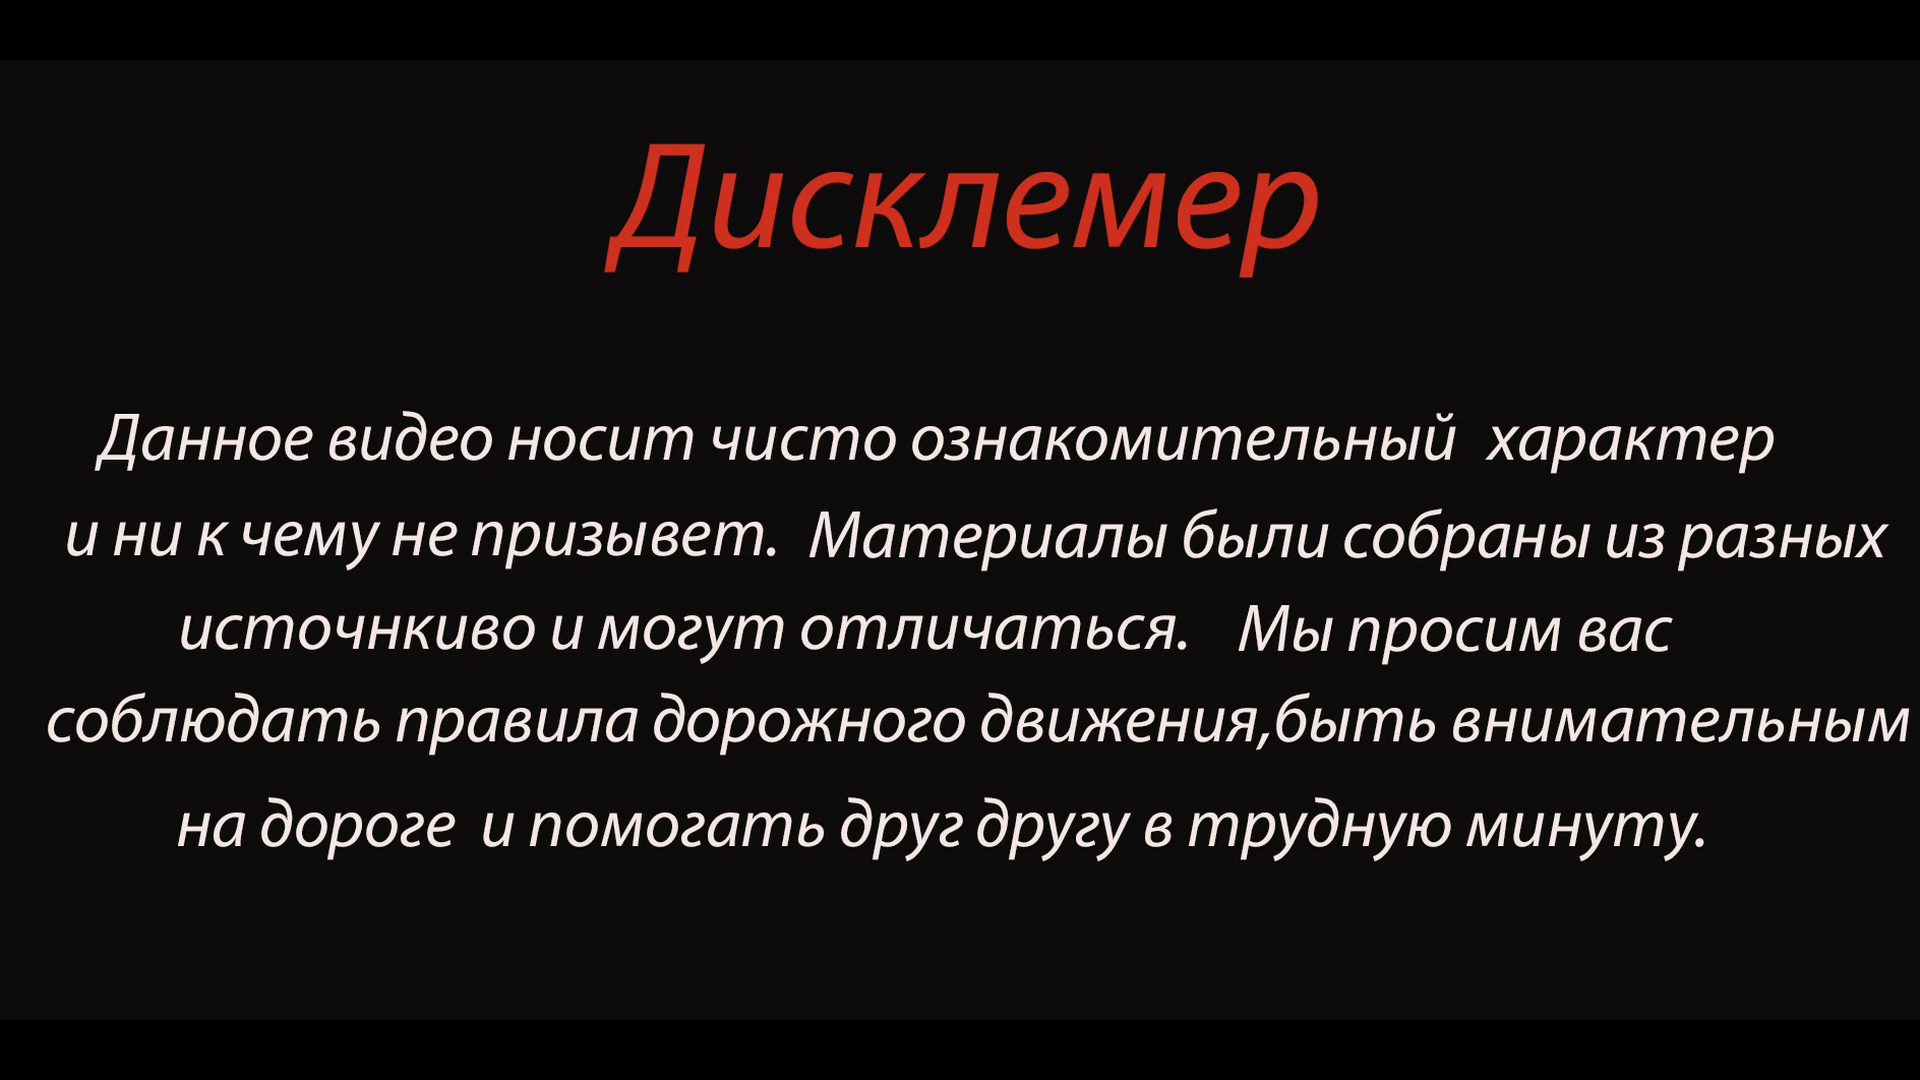 Дисклемер
Данное видео носит чисто ознакомительный характер
и ни к чему не призывет. Материалы были собраны из разных
источнкиво и могут отличаться. Мы просим вас
соблюдать правила дорожного движения,быть внимательным
на дороге и помогать друг другу в трудную минуту.